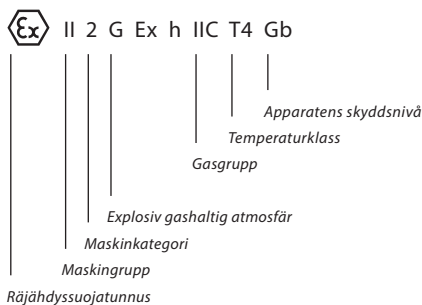 Ex II 2 G Ex h IIC T4 Gb
Apparatens skyddsnivå
Temperaturklass
Gasgrupp
Explosiv gashaltig atmosfär
Maskinkategori
Maskingrupp
Räjähdyssuojatunnus